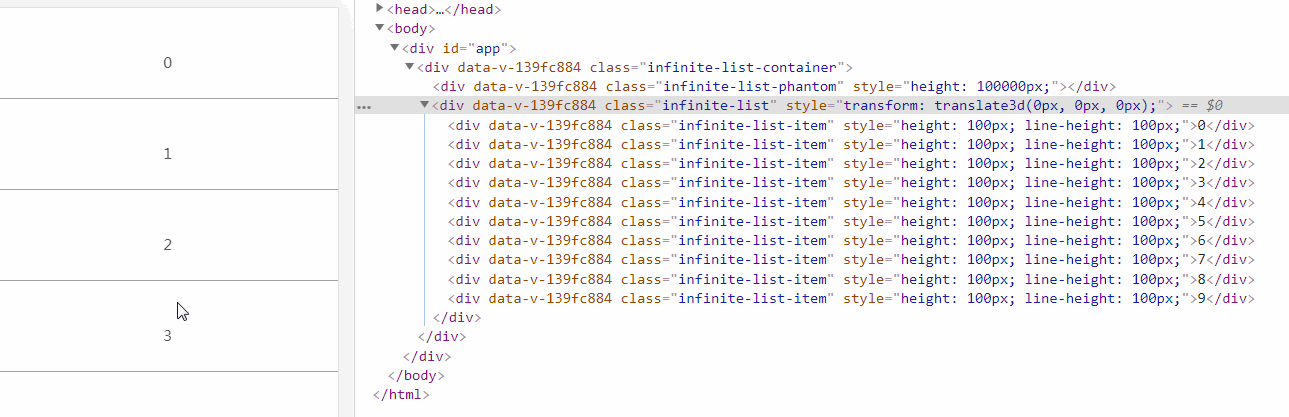 0
1
2
3
<head>…</head>
<body>
<div id="app">
<div data-v-139fc884 class="infinite-list-container">
<div data-v-139fc884 class="infinite-list-phantom" style="height: 100000px;"></div>
... <div data-v-139fc884 class="infinite-list" style="transform: translate3d(0px, 0px, 0px);"> == $0
<div data-v-139fc884 class="infinite-list-item" style="height: 100px; line-height: 100px;">0</div>
<div data-v-139fc884 class="infinite-list-item" style="height: 100px; line-height: 100px;">1</div>
<div data-v-139fc884 class="infinite-list-item" style="height: 100px; line-height: 100px;">2</div>
<div data-v-139fc884 class="infinite-list-item" style="height: 100px; line-height: 100px;">3</div>
<div data-v-139fc884 class="infinite-list-item" style="height: 100px; line-height: 100px;">4</div>
<div data-v-139fc884 class="infinite-list-item" style="height: 100px; line-height: 100px;">5</div>
<div data-v-139fc884 class="infinite-list-item" style="height: 100px; line-height: 100px;">6</div>
<div data-v-139fc884 class="infinite-list-item" style="height: 100px; line-height: 100px;">7</div>
<div data-v-139fc884 class="infinite-list-item" style="height: 100px; line-height: 100px;">8</div>
<div data-v-139fc884 class="infinite-list-item" style="height: 100px; line-height: 100px;">9</div>
</div>
</div>
</div>
</body>
</html>